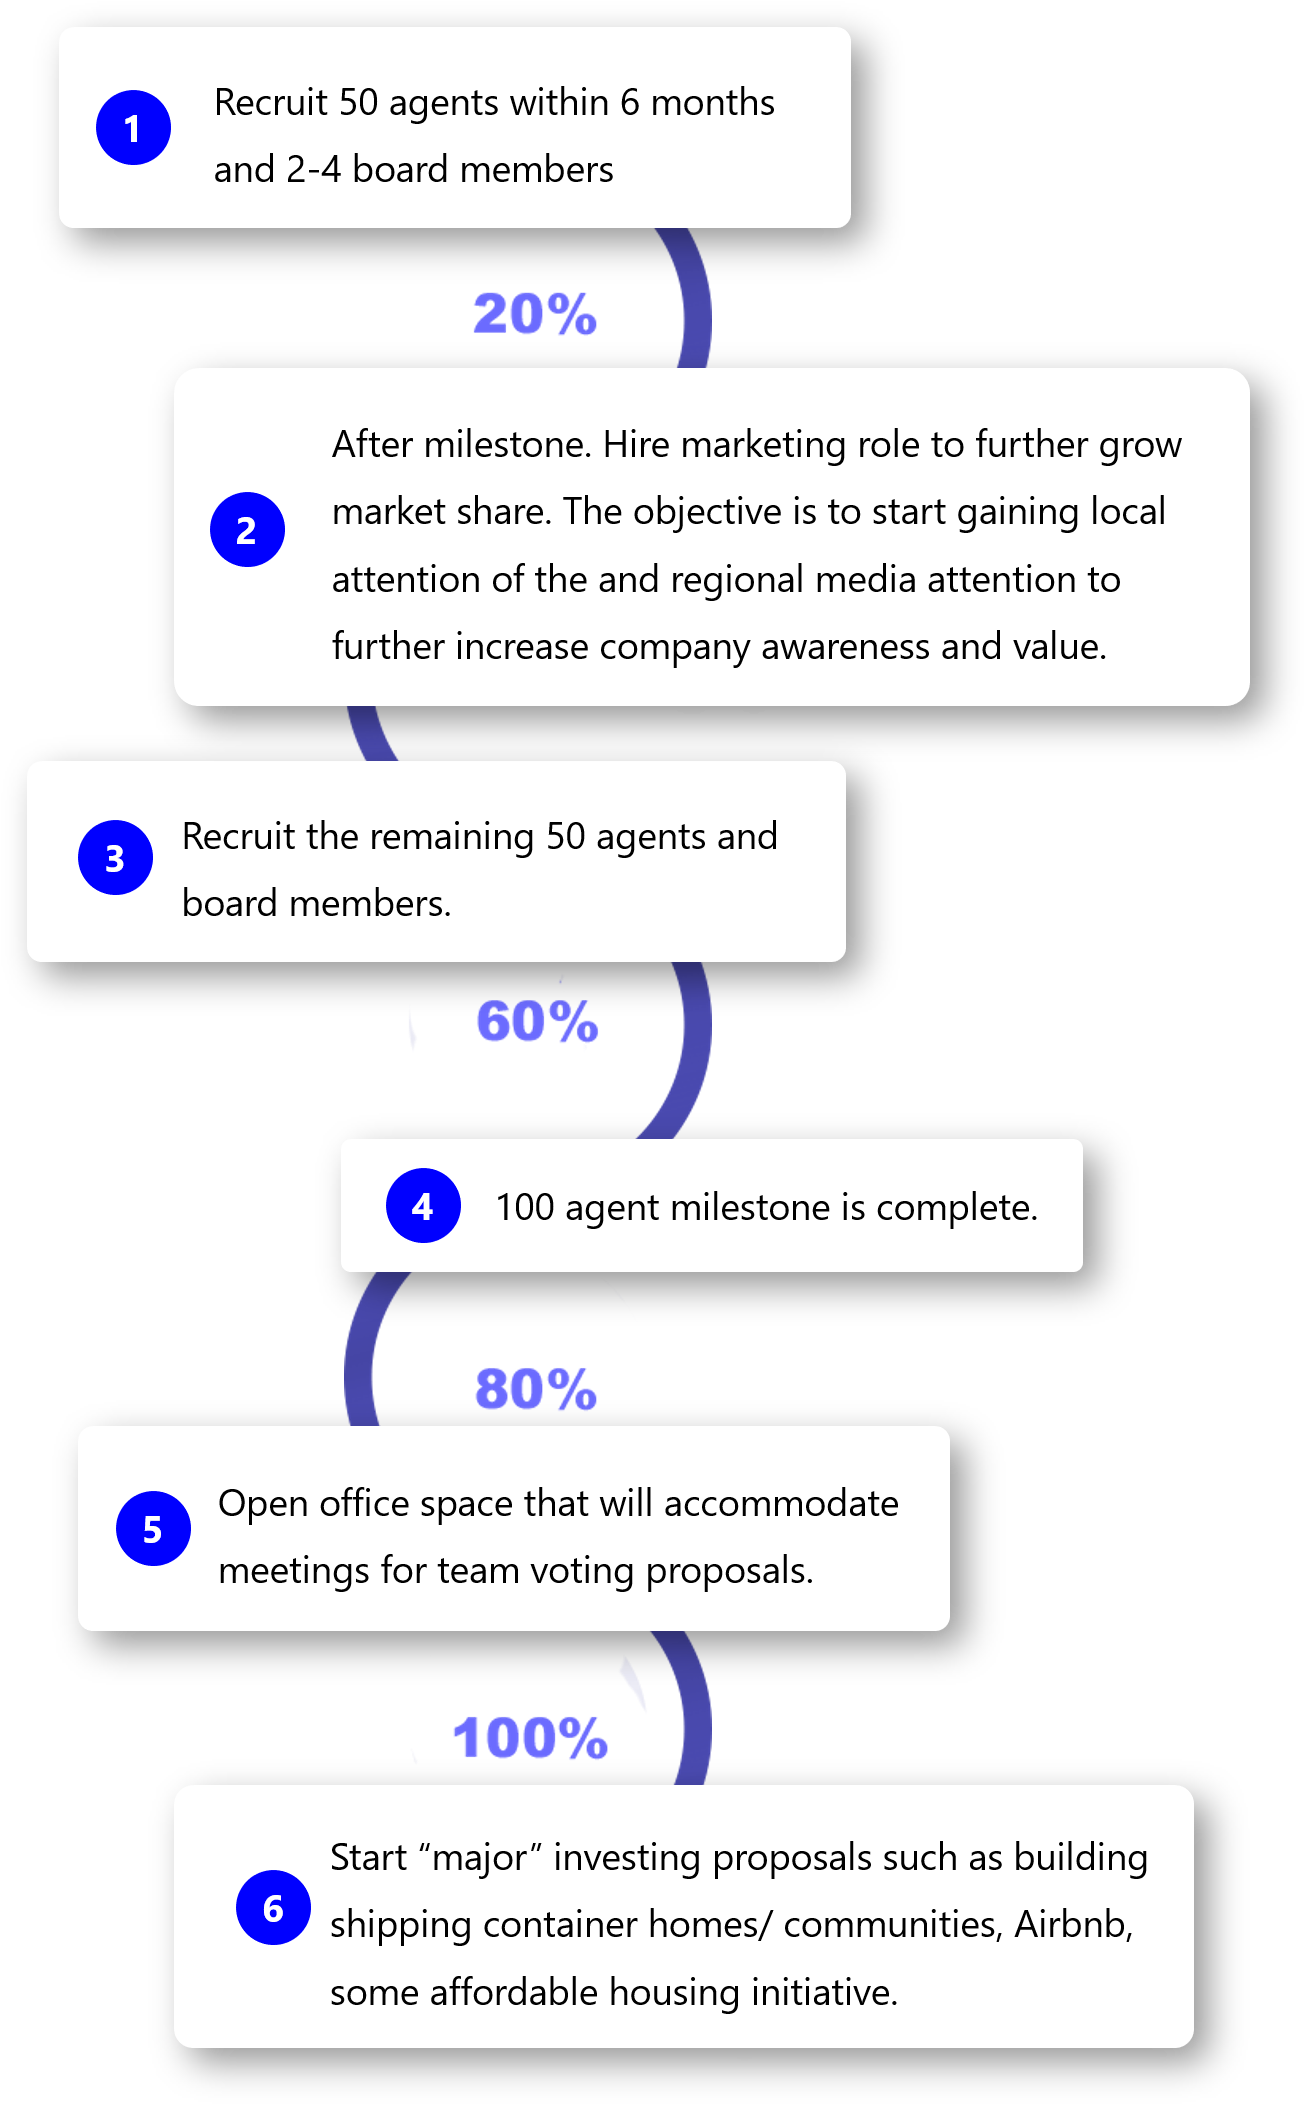 1
Recruit 50 agents within 6 months
and 2-4 board members
20%
2
After milestone. Hire marketing role to further grow
market share. The objective is to start gaining local
attention of the and regional media attention to
further increase company awareness and value.
3
Recruit the remaining 50 agents and
board members.
60%
4
100 agent milestone is complete.
80%
5
Open office space that will accommodate
meetings for team voting proposals.
100%
6
Start “major” investing proposals such as building
shipping container homes/ communities, Airbnb,
some affordable housing initiative.